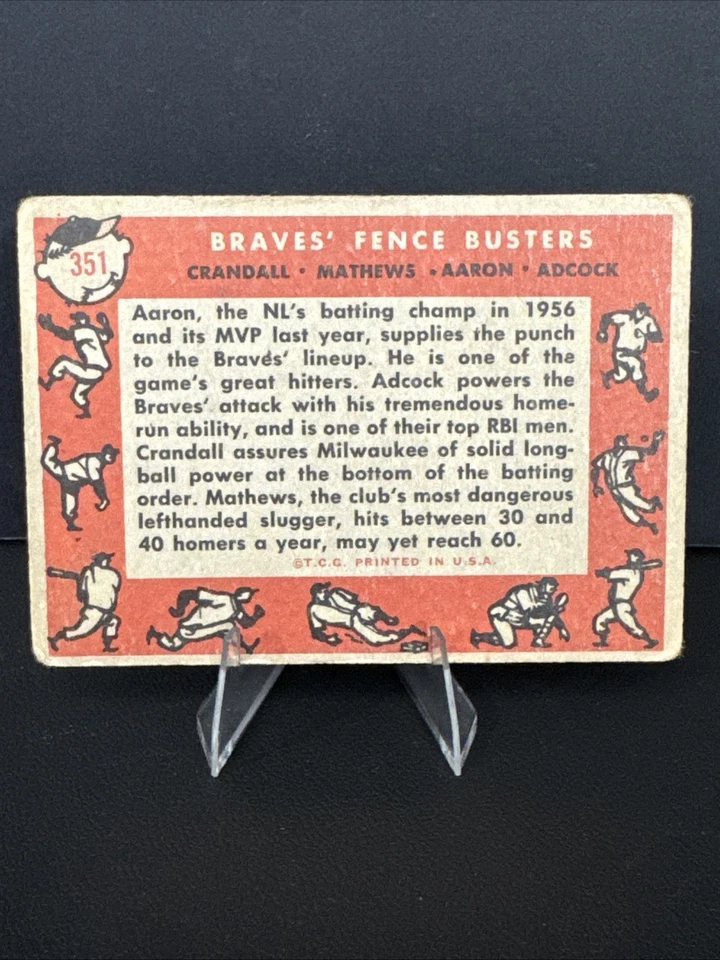 351
BRAVES' FENCE BUSTERS
CRANDALL • MATHEWS • AARON • ADCOCK
Aaron, the NL's batting champ in 1956
and its MVP last year, supplies the punch
to the Braves' lineup. He is one of the
game's great hitters. Adcock powers the
Braves' attack with his tremendous home-
run ability, and is one of their top RBI men.
Crandall assures Milwaukee of solid long-
ball power at the bottom of the batting
order. Mathews, the club's most dangerous
lefthanded slugger, hits between 30 and
40 homers a year, may yet reach 60.
©T.C.G. PRINTED IN U.S.A.